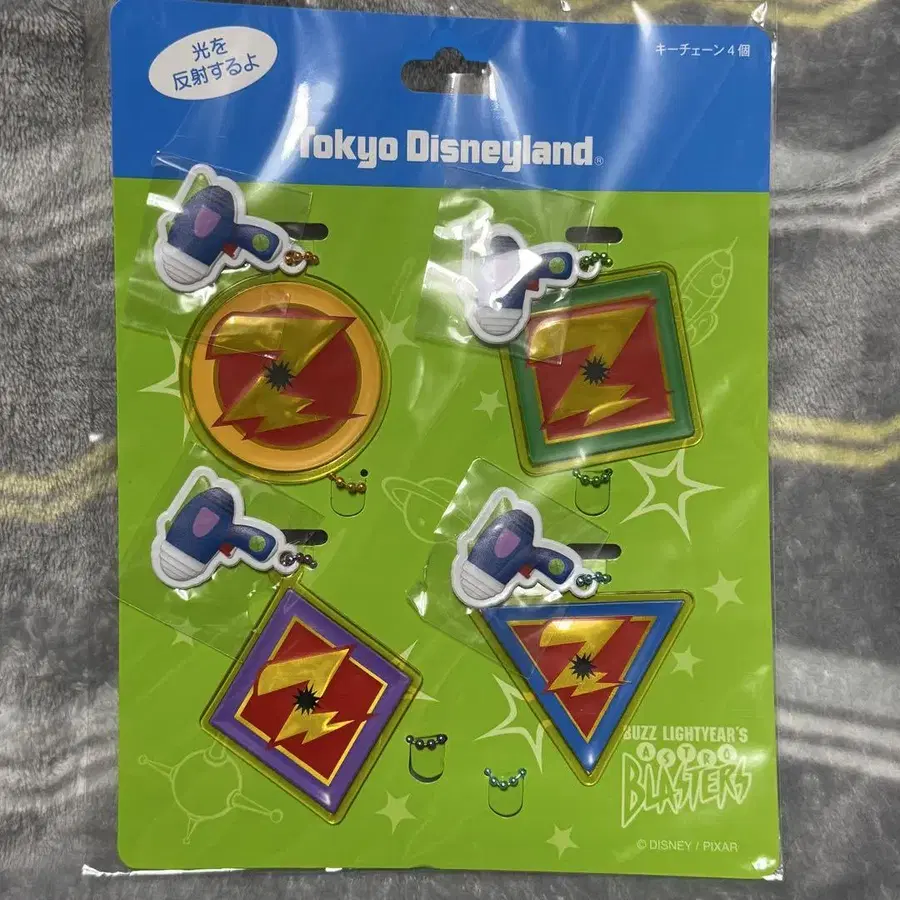 光を
反射するよ
キーチェーン4個
Tokyo Disneyland®
Z
Z
Z
Z
BUZZ LIGHTYEAR'S
ASTRO
BLASTERS
© DISNEY / PIXAR